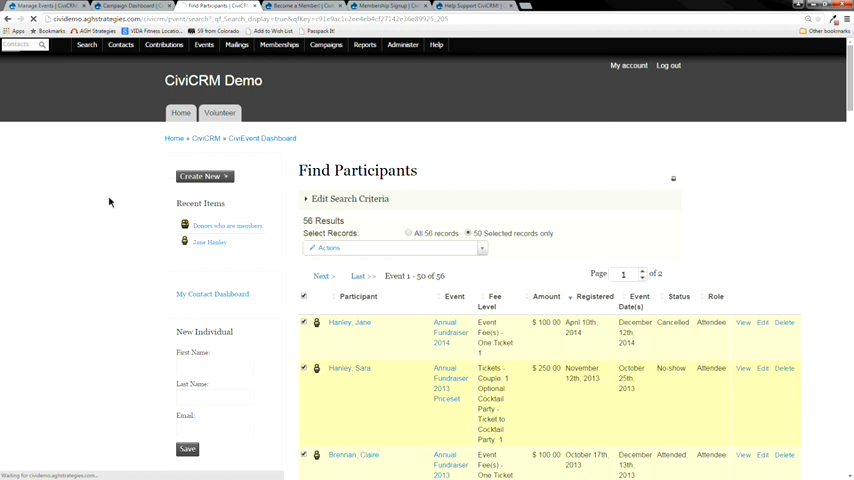 Manage Events | CiviCRM
Campaign Dashboard | Ci
Find Participants | CiviCRM
Become a Member! | Ci
Membership Signup | Ci
Help Support CiviCRM! |
cividemo.aghstrategies.com/civicrm/event/search?_qf_Search_display=true&qfKey=c91e9ac1c2ee4eb4cf27142e36e89925_205
Apps
Bookmarks
AGH Strategies
VIDA Fitness Locatio...
S9 from Colorado
Add to Wish List
Passpack It!
Other bookmarks
Contacts
Search
Contacts
Contributions
Events
Mailings
Memberships
Campaigns
Reports
Administer
Help
My account
Log out
CiviCRM Demo
Home
Volunteer
Home » CiviCRM » CiviEvent Dashboard
Create New
Recent Items
Donors who are members
Jane Hanley
My Contact Dashboard
New Individual
First Name:
Last Name:
Email:
Save
Find Participants
Edit Search Criteria
56 Results
Select Records:
All 56 records
50 Selected records only
Actions
Next >
Last >>
Event 1 - 50 of 56
Page
1
of 2
Participant
Event
Fee
Level
Amount
Registered
Event
Date(s)
Status
Role
Hanley, Jane
Annual
Fundraiser
2014
Event
Fee(s) -
One Ticket
1
$ 100.00
April 10th,
2014
December
12th,
2014
Cancelled
Attendee
View
Edit
Delete
Hanley, Sara
Annual
Fundraiser
2013
Priceset
Tickets -
Couple 1
Optional
Cocktail
Party -
Ticket to
Cocktail
Party 1
$ 250.00
November
12th, 2013
October
25th,
2013
No-show
Attendee
View
Edit
Delete
Brennan, Claire
Annual
Fundraiser
2013
Event
Fee(s) -
One Ticket
$ 100.00
October 17th,
2013
December
13th,
2013
Attended
Attendee
View
Edit
Delete
Waiting for cividemo.aghstrategies.com...